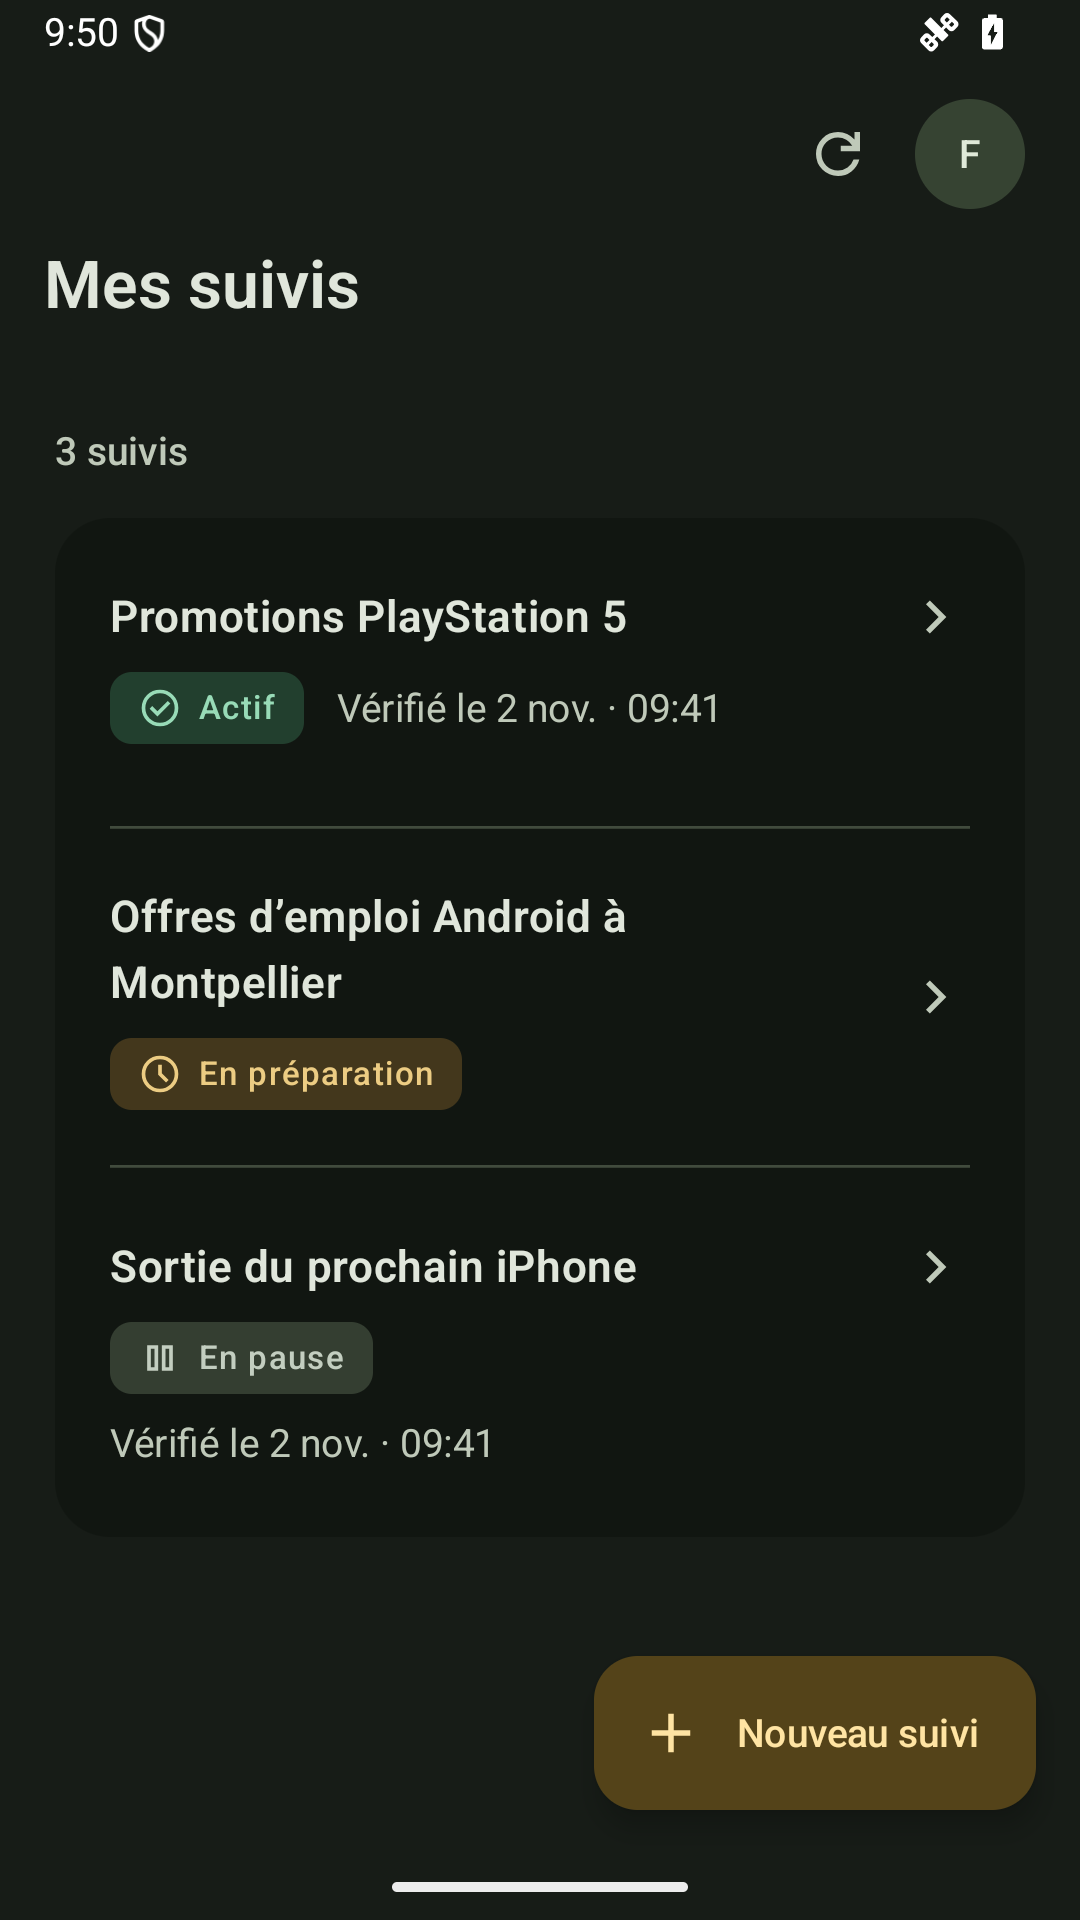 9:50
F
Mes suivis
3 suivis
Promotions PlayStation 5
Actif
Vérifié le 2 nov. · 09:41
Offres d’emploi Android à
Montpellier
En préparation
Sortie du prochain iPhone
En pause
Vérifié le 2 nov. · 09:41
Nouveau suivi